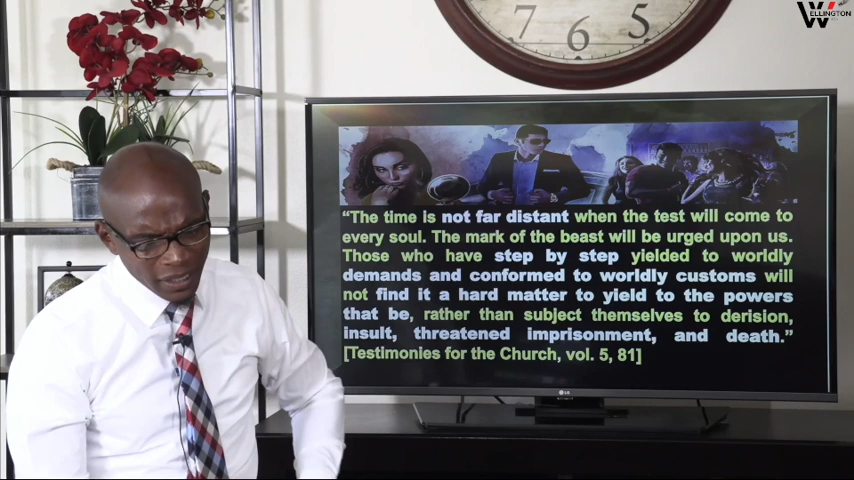 WELLINGTON
7 6 5
“The time is not far distant when the test will come to
every soul. The mark of the beast will be urged upon us.
Those who have step by step yielded to worldly
demands and conformed to worldly customs will
not find it a hard matter to yield to the powers
that be, rather than subject themselves to derision,
insult, threatened imprisonment, and death.”
[Testimonies for the Church, vol. 5, 81]
LG